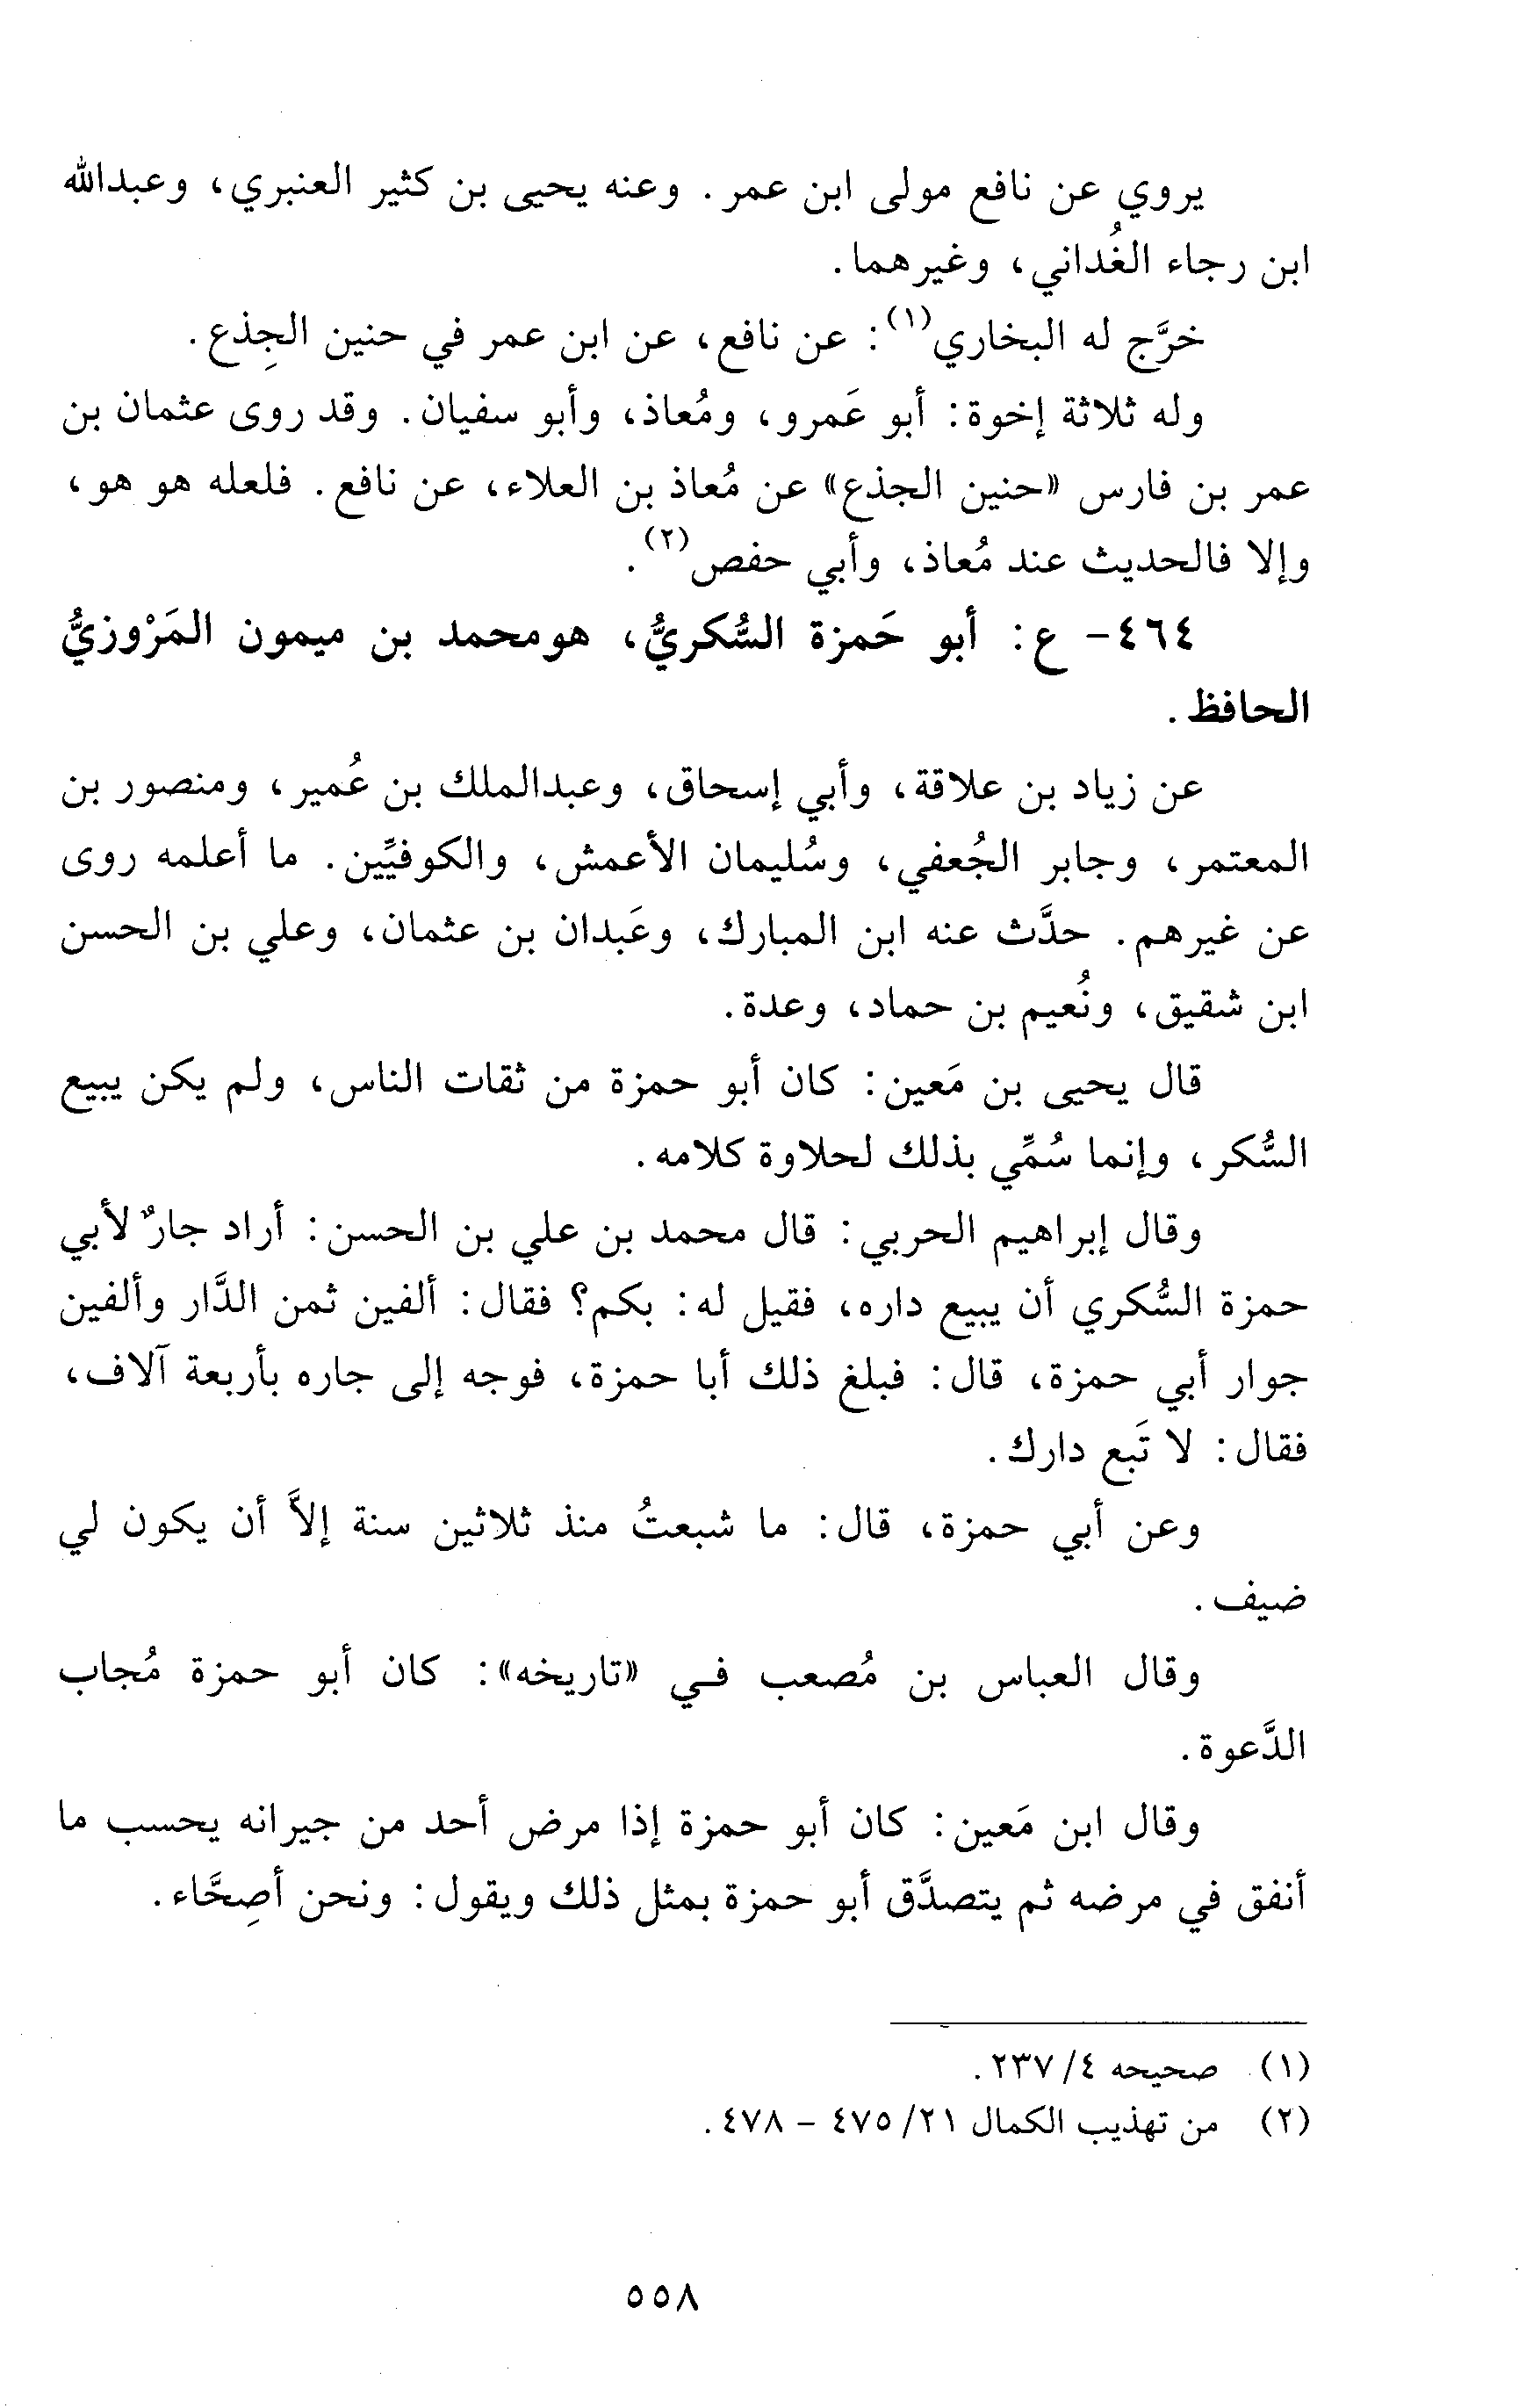 يروي عن نافع مولى ابن عمر. وعنه يحيى بن كثير العنبري، وعبدالله
ابن رجاء الغُداني، وغيرهما.
خرَّج له البخاري(١): عن نافع، عن ابن عمر في حنين الجِذع.
وله ثلاثة إخوة: أبو عَمرو، ومُعاذ، وأبو سفيان. وقد روى عثمان بن
عمر بن فارس «حنين الجذع» عن مُعاذ بن العلاء، عن نافع. فلعله هو هو،
وإلا فالحديث عند مُعاذ، وأبي حفص(٢).
٤٦٤- ع: أبو حَمزة السُّكريُّ، هومحمد بن ميمون المَرْوزيُّ
الحافظ.
عن زياد بن علاقة، وأبي إسحاق، وعبدالملك بن عُمير، ومنصور بن
المعتمر، وجابر الجُعفي، وسُليمان الأعمش، والكوفيِّين. ما أعلمه روى
عن غيرهم. حدَّث عنه ابن المبارك، وعَبدان بن عثمان، وعلي بن الحسن
ابن شقيق، ونُعيم بن حماد، وعدة.
قال يحيى بن مَعين: كان أبو حمزة من ثقات الناس، ولم يكن يبيع
السُّكر، وإنما سُمِّي بذلك لحلاوة كلامه.
وقال إبراهيم الحربي: قال محمد بن علي بن الحسن: أراد جارٌ لأبي
حمزة السُّكري أن يبيع داره، فقيل له: بكم؟ فقال: ألفين ثمن الدَّار وألفين
جوار أبي حمزة، قال: فبلغ ذلك أبا حمزة، فوجه إلى جاره بأربعة آلاف،
فقال: لا تَبع دارك.
وعن أبي حمزة، قال: ما شبعتُ منذ ثلاثين سنة إلاَّ أن يكون لي
ضيف.
وقال العباس بن مُصعب في «تاريخه»: كان أبو حمزة مُجاب
الدَّعوة.
وقال ابن مَعين: كان أبو حمزة إذا مرض أحد من جيرانه يحسب ما
أنفق في مرضه ثم يتصدَّق أبو حمزة بمثل ذلك ويقول: ونحن أصِحَّاء.
(١) صحيحه ٤/ ٢٣٧.
(٢) من تهذيب الكمال ٢١/ ٤٧٥ - ٤٧٨.
٥٥٨